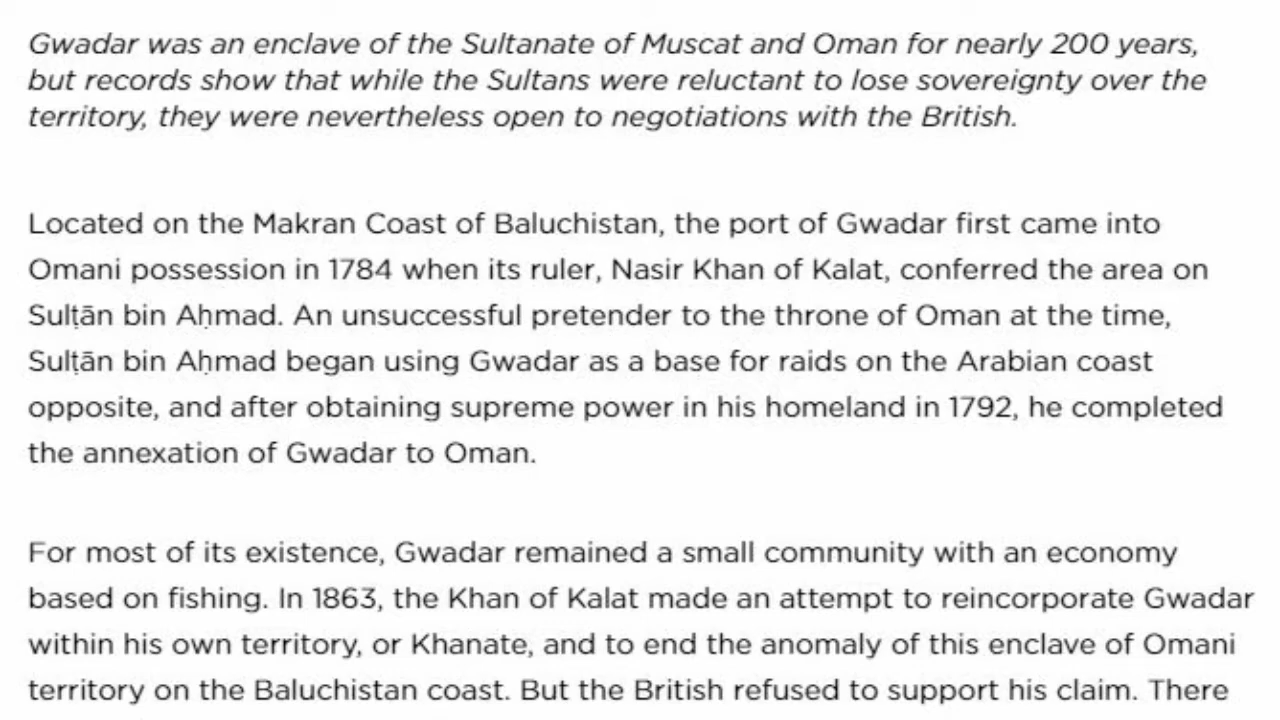 Gwadar was an enclave of the Sultanate of Muscat and Oman for nearly 200 years,
but records show that while the Sultans were reluctant to lose sovereignty over the
territory, they were nevertheless open to negotiations with the British.
Located on the Makran Coast of Baluchistan, the port of Gwadar first came into
Omani possession in 1784 when its ruler, Nasir Khan of Kalat, conferred the area on
Sulṭān bin Aḥmad. An unsuccessful pretender to the throne of Oman at the time,
Sulṭān bin Aḥmad began using Gwadar as a base for raids on the Arabian coast
opposite, and after obtaining supreme power in his homeland in 1792, he completed
the annexation of Gwadar to Oman.
For most of its existence, Gwadar remained a small community with an economy
based on fishing. In 1863, the Khan of Kalat made an attempt to reincorporate Gwadar
within his own territory, or Khanate, and to end the anomaly of this enclave of Omani
territory on the Baluchistan coast. But the British refused to support his claim. There